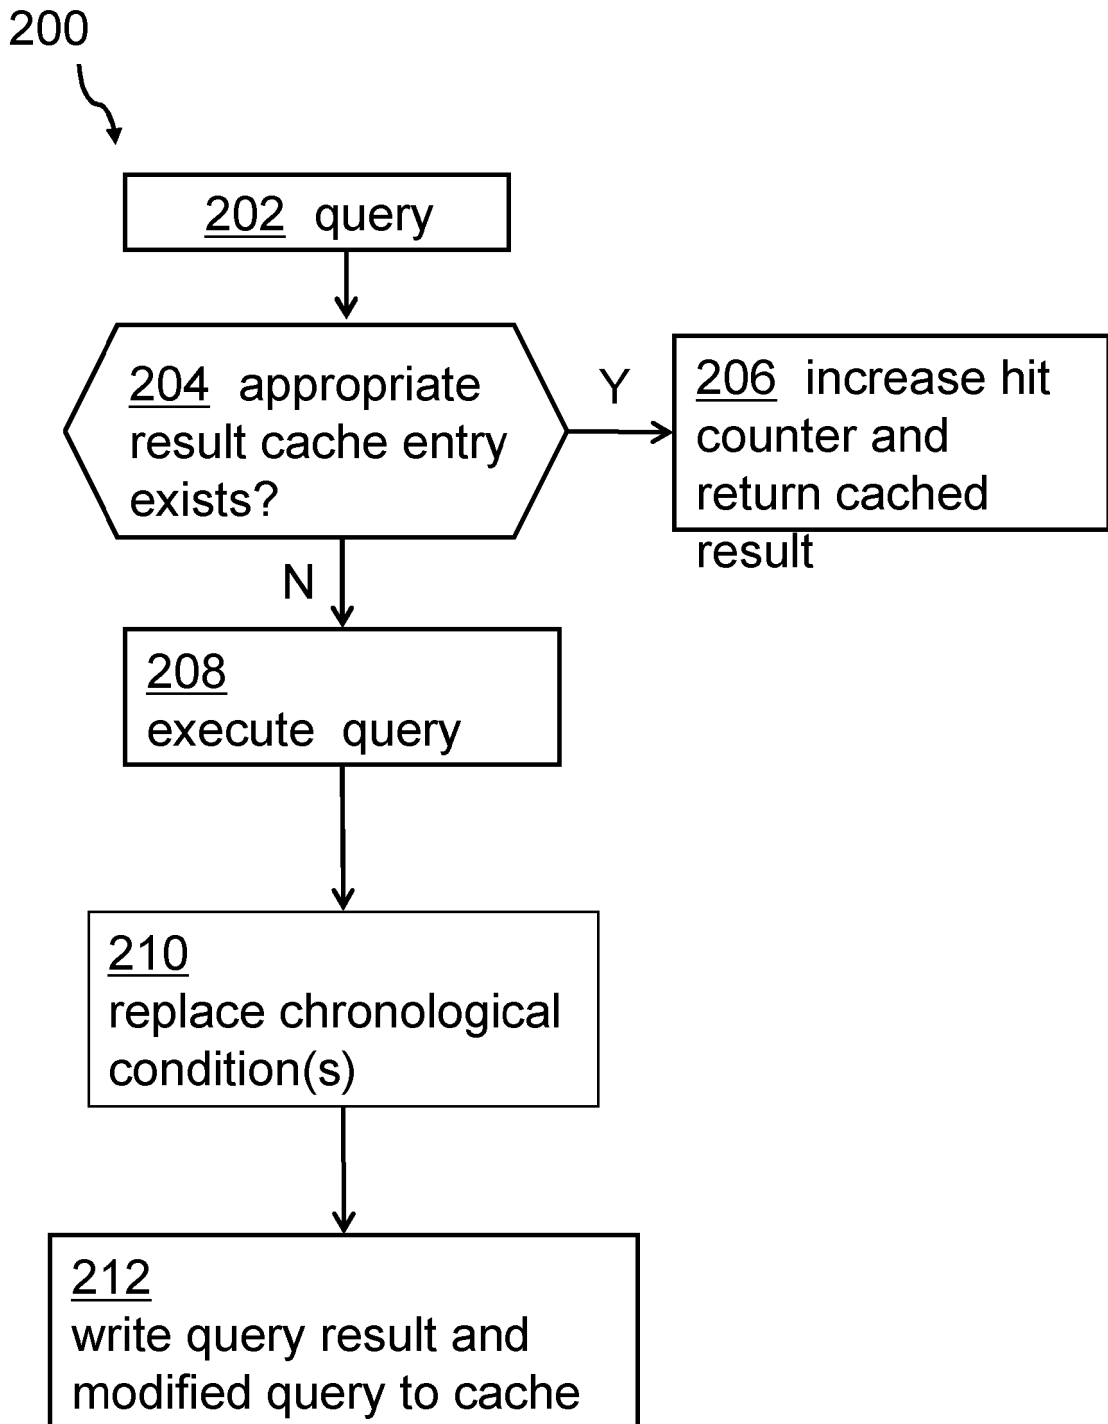 200
202 query
204 appropriate
result cache entry
exists?
Y
206 increase hit
counter and
return cached
result
N
208
execute query
210
replace chronological
condition(s)
212
write query result and
modified query to cache